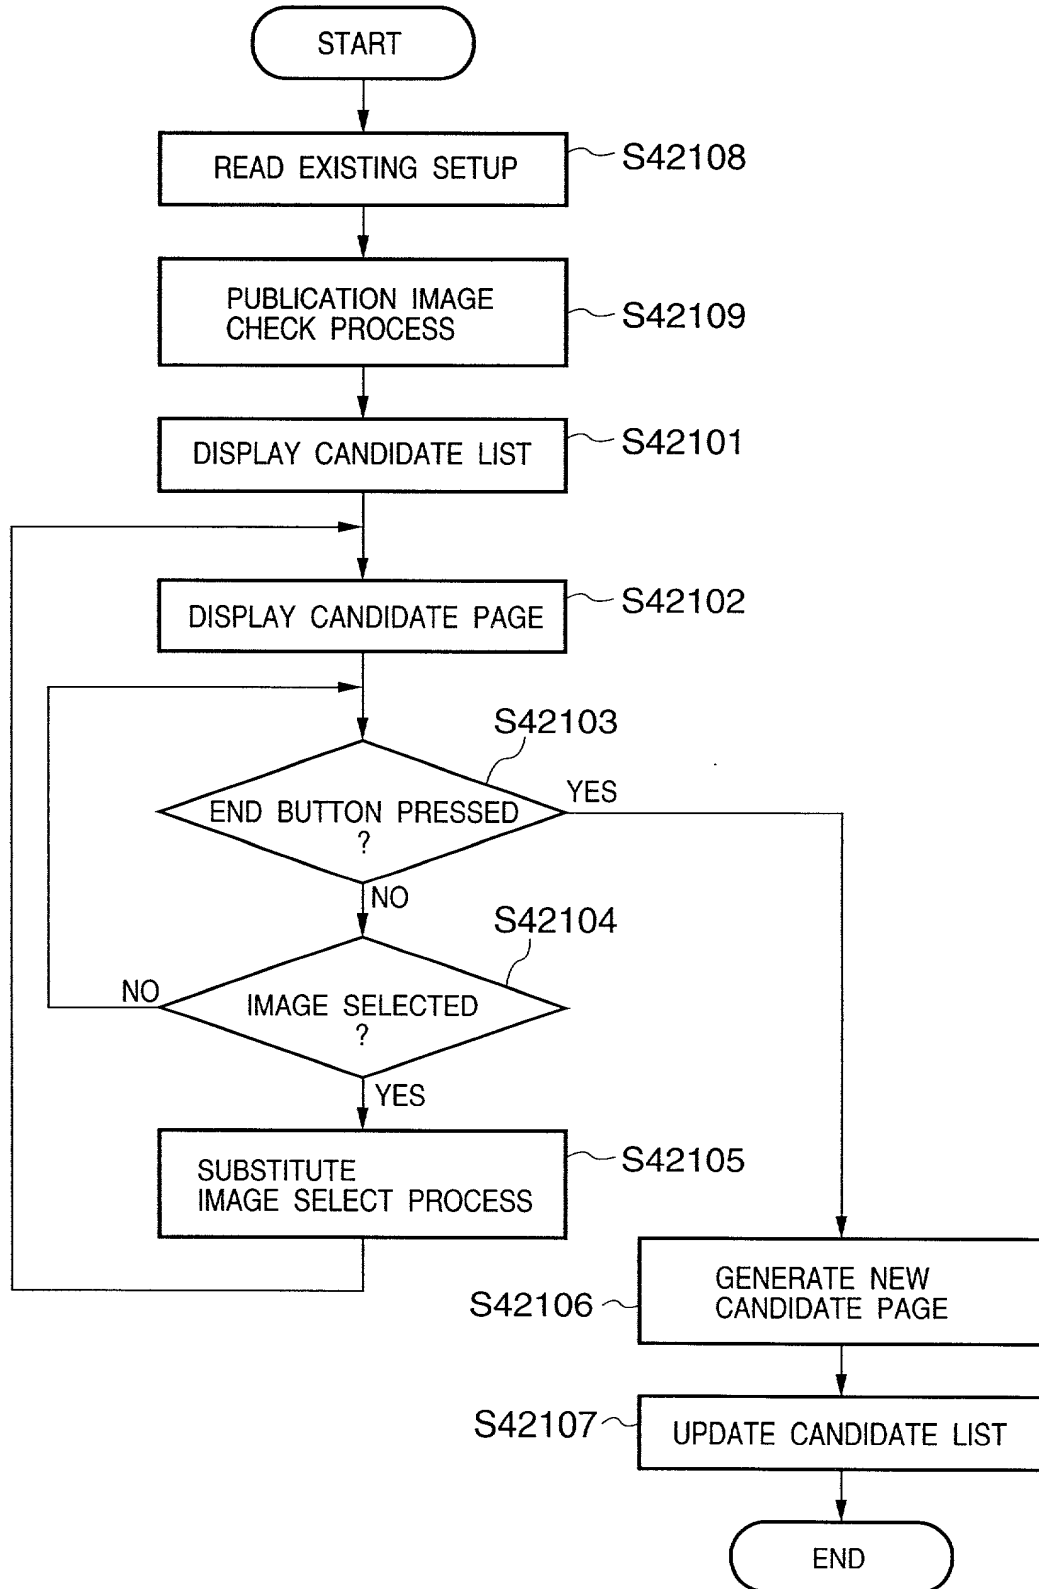 START
READ EXISTING SETUP
S42108
PUBLICATION IMAGE
CHECK PROCESS
S42109
DISPLAY CANDIDATE LIST
S42101
DISPLAY CANDIDATE PAGE
S42102
S42103
END BUTTON PRESSED
?
YES
NO
S42104
IMAGE SELECTED
?
NO
YES
SUBSTITUTE
IMAGE SELECT PROCESS
S42105
GENERATE NEW
CANDIDATE PAGE
S42106
UPDATE CANDIDATE LIST
S42107
END